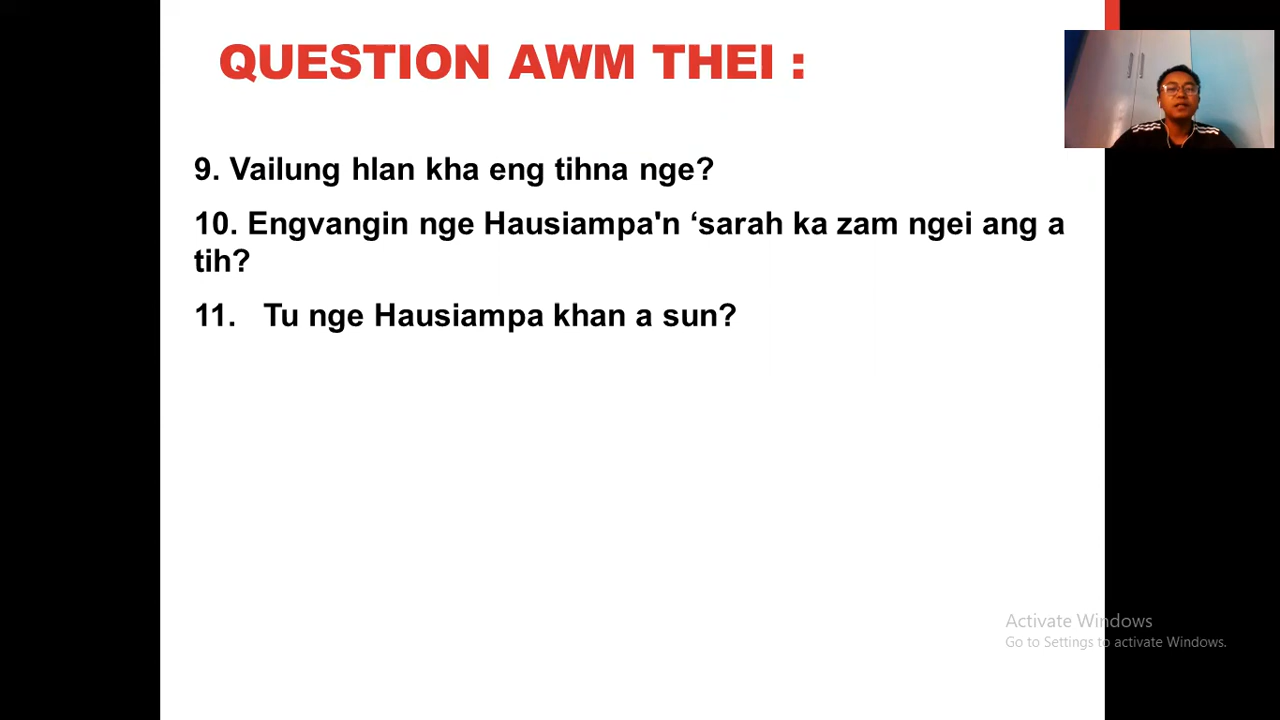 QUESTION AWM THEI :
9. Vailung hlan kha eng tihna nge?
10. Engvangin nge Hausiampa'n ‘sarah ka zam ngei ang a
tih?
11. Tu nge Hausiampa khan a sun?
Activate Windows
Go to Settings to activate Windows.